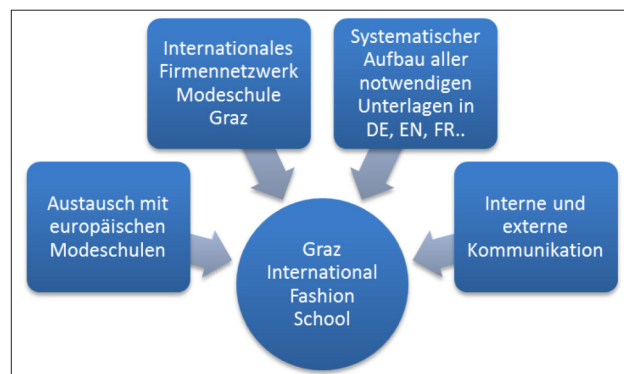 Internationales
Firmennetzwerk
Modeschule
Graz
Systematischer
Aufbau aller
notwendigen
Unterlagen in
DE, EN, FR..
Austausch mit
europäischen
Modeschulen
Interne und
externe
Kommunikation
Graz
International
Fashion
School